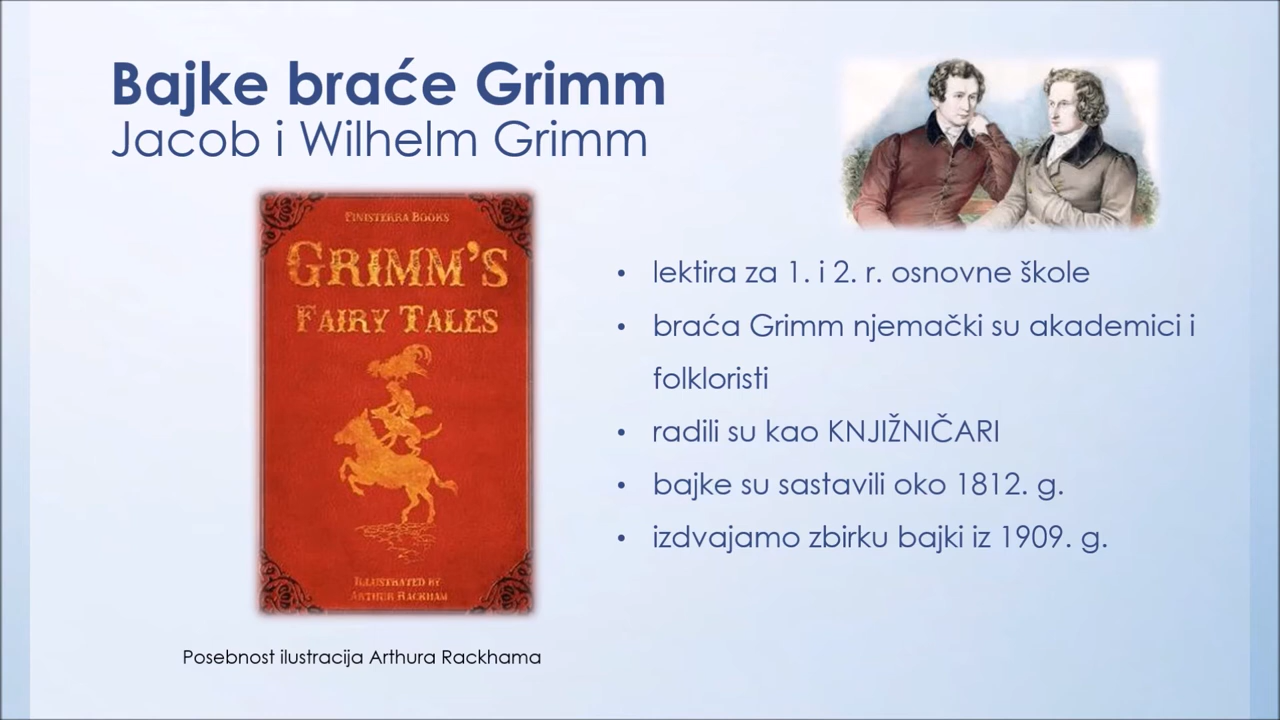 Bajke braće Grimm
Jacob i Wilhelm Grimm
FINISTERRA BOOKS
GRIMM'S
FAIRY TALES
ILLUSTRATED BY
ARTHUR RACKHAM
Posebnost ilustracija Arthura Rackhama
• lektira za 1. i 2. r. osnovne škole
• braća Grimm njemački su akademici i
folkloristi
• radili su kao KNJIŽNIČARI
• bajke su sastavili oko 1812. g.
• izdvajamo zbirku bajki iz 1909. g.